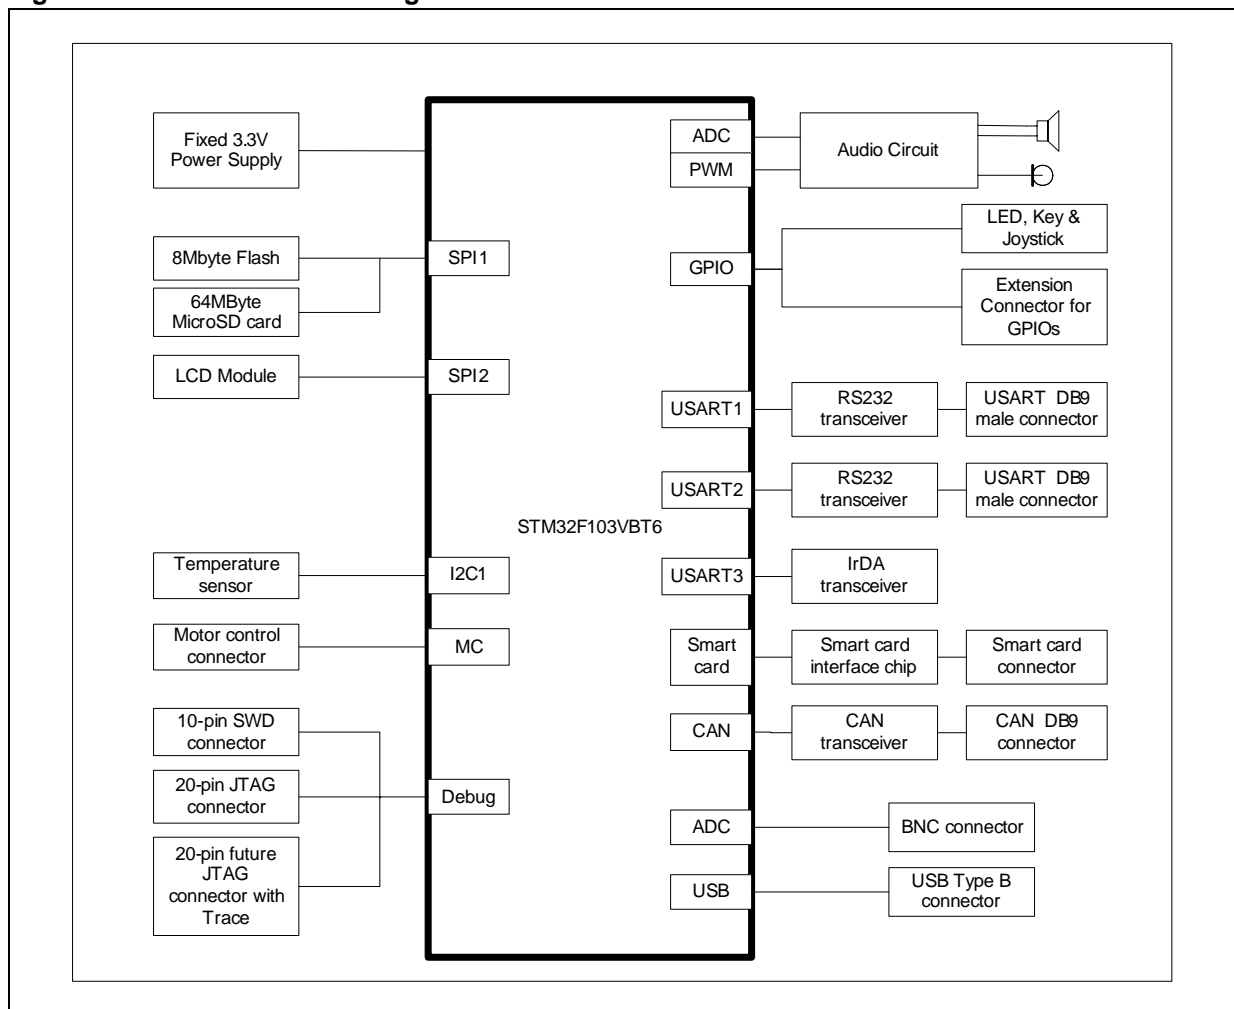 Fixed 3.3V
Power Supply
8Mbyte Flash
64MByte
MicroSD card
LCD Module
Temperature
sensor
Motor control
connector
10-pin SWD
connector
20-pin JTAG
connector
20-pin future
JTAG
connector with
Trace
SPI1
SPI2
I2C1
MC
Debug
STM32F103VBT6
ADC
PWM
GPIO
USART1
USART2
USART3
Smart
card
CAN
ADC
USB
Audio Circuit
LED, Key &
Joystick
Extension
Connector for
GPIOs
RS232
transceiver
USART DB9
male connector
RS232
transceiver
USART DB9
male connector
IrDA
transceiver
Smart card
interface chip
Smart card
connector
CAN
transceiver
CAN DB9
connector
BNC connector
USB Type B
connector